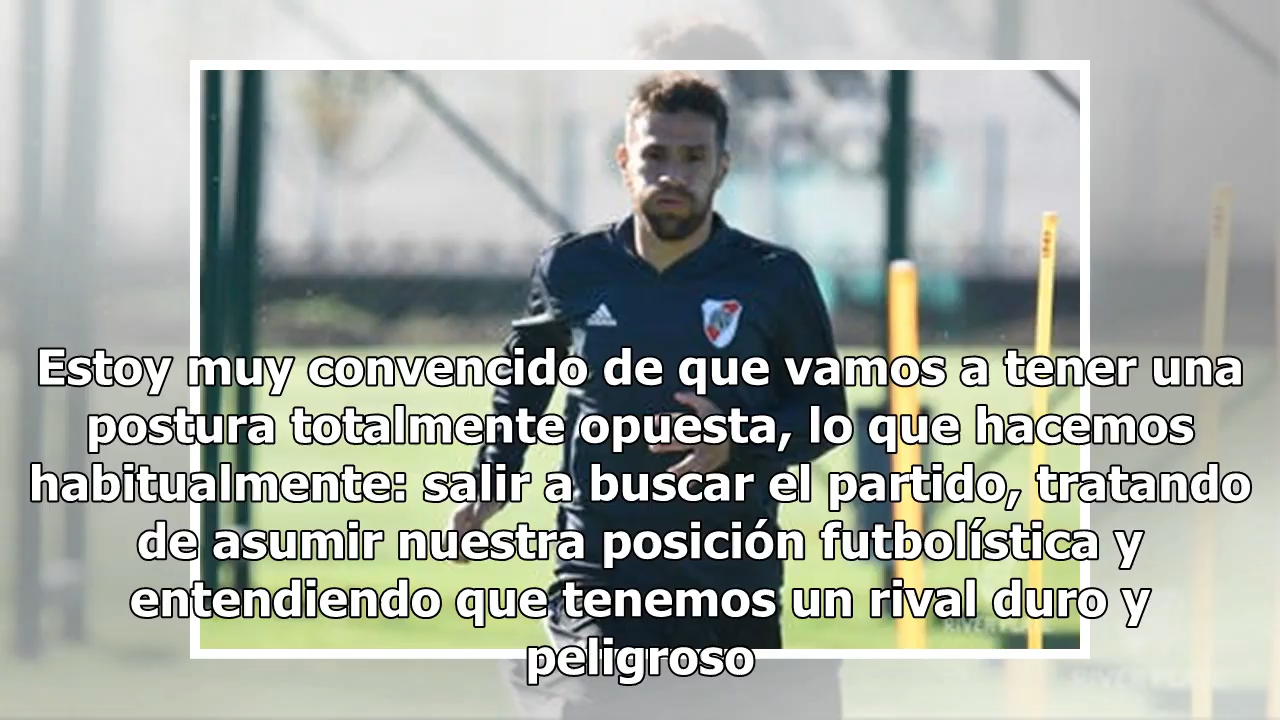 Estoy muy convencido de que vamos a tener una
postura totalmente opuesta, lo que hacemos
habitualmente: salir a buscar el partido, tratando
de asumir nuestra posición futbolística y
entendiendo que tenemos un rival duro y
peligroso